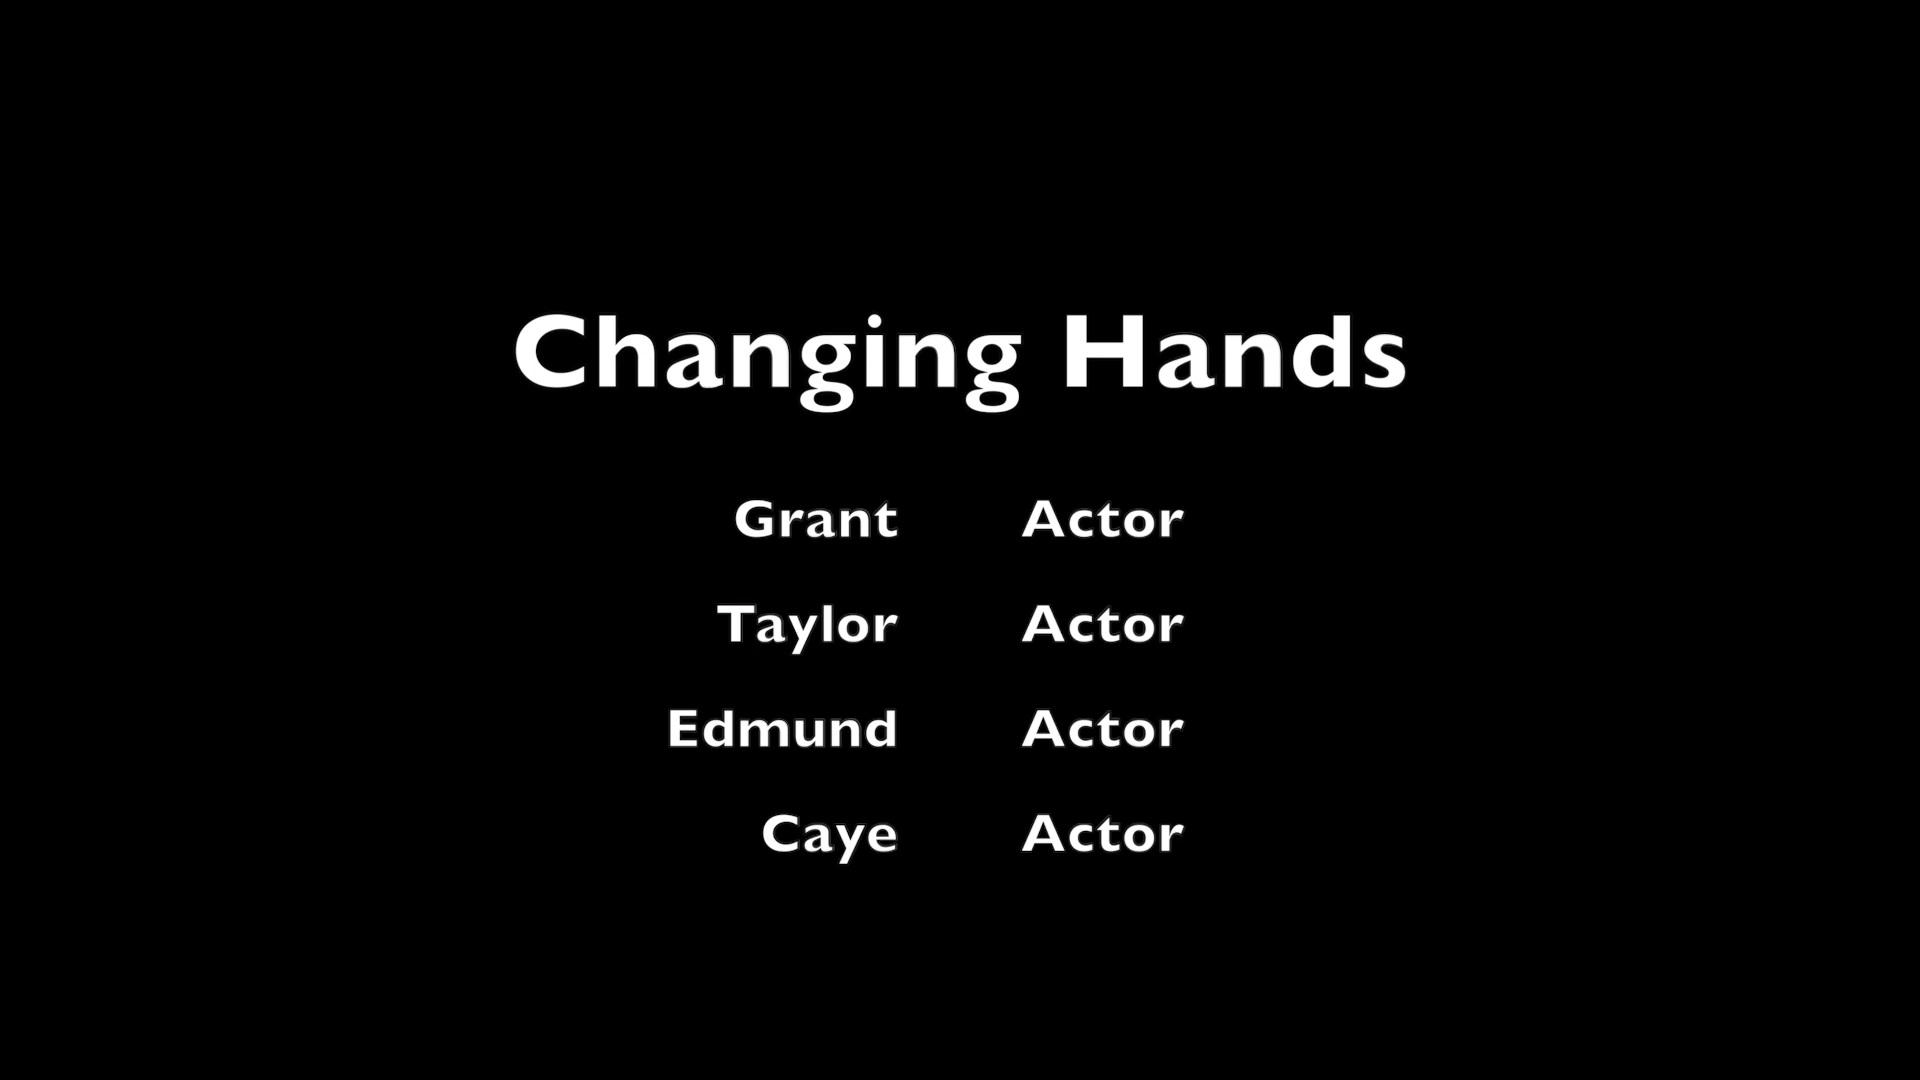 Changing Hands
Grant Actor
Taylor Actor
Edmund Actor
Caye Actor